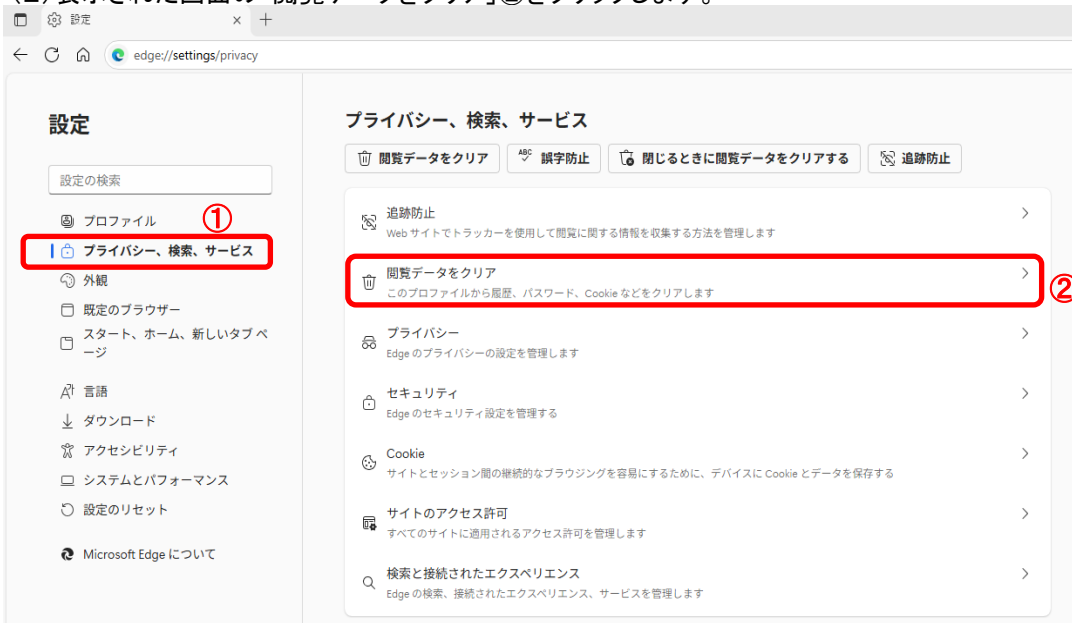 (2) 表示された画面の「閲覧データをクリア」②をクリックします。
設定
edge://settings/privacy
設定
設定の検索
プロファイル
①
プライバシー、検索、サービス
外観
既定のブラウザー
スタート、ホーム、新しいタブ ペ
ージ
言語
ダウンロード
アクセシビリティ
システムとパフォーマンス
設定のリセット
Microsoft Edge について
プライバシー、検索、サービス
閲覧データをクリア
ABC 誤字防止
閉じるときに閲覧データをクリアする
追跡防止
追跡防止
Web サイトでトラッカーを使用して閲覧に関する情報を収集する方法を管理します
閲覧データをクリア
このプロファイルから履歴、パスワード、Cookie などをクリアします
②
プライバシー
Edge のプライバシーの設定を管理します
セキュリティ
Edge のセキュリティ設定を管理する
Cookie
サイトとセッション間の継続的なブラウジングを容易にするために、デバイスに Cookie とデータを保存する
サイトのアクセス許可
すべてのサイトに適用されるアクセス許可を管理します
検索と接続されたエクスペリエンス
Edge の検索、接続されたエクスペリエンス、サービスを管理します